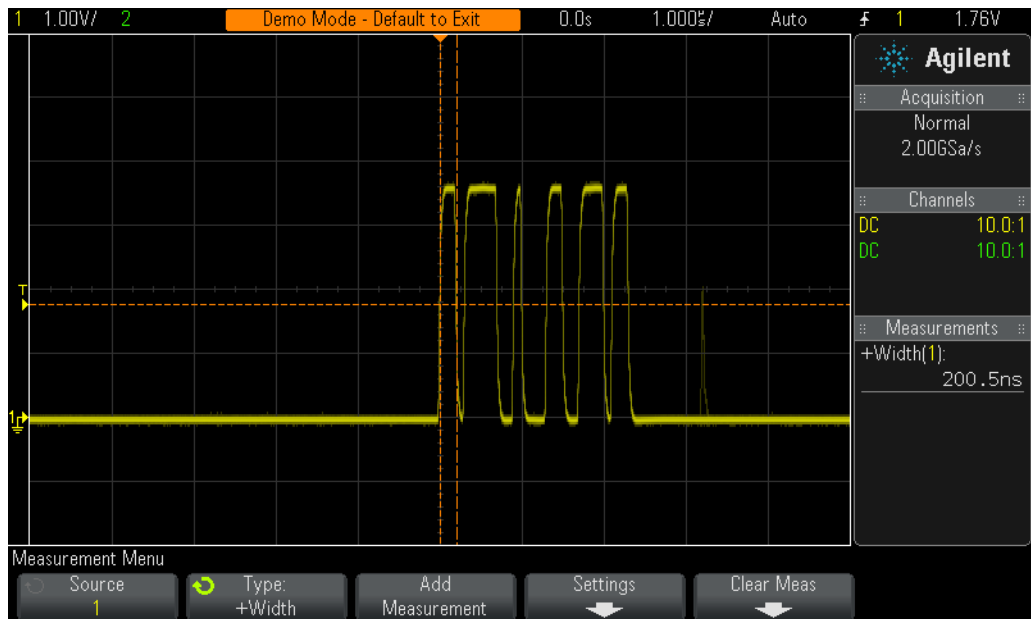 1 1.00V/ 2 Demo Mode - Default to Exit 0.0s 1.000µs/ Auto 1 1.76V
Agilent
Acquisition
Normal
2.00GSa/s
Channels
DC 10.0:1
DC 10.0:1
Measurements
+Width(1):
200.5ns
T
1
Measurement Menu
Source
1
Type:
+Width
Add
Measurement
Settings
Clear Meas